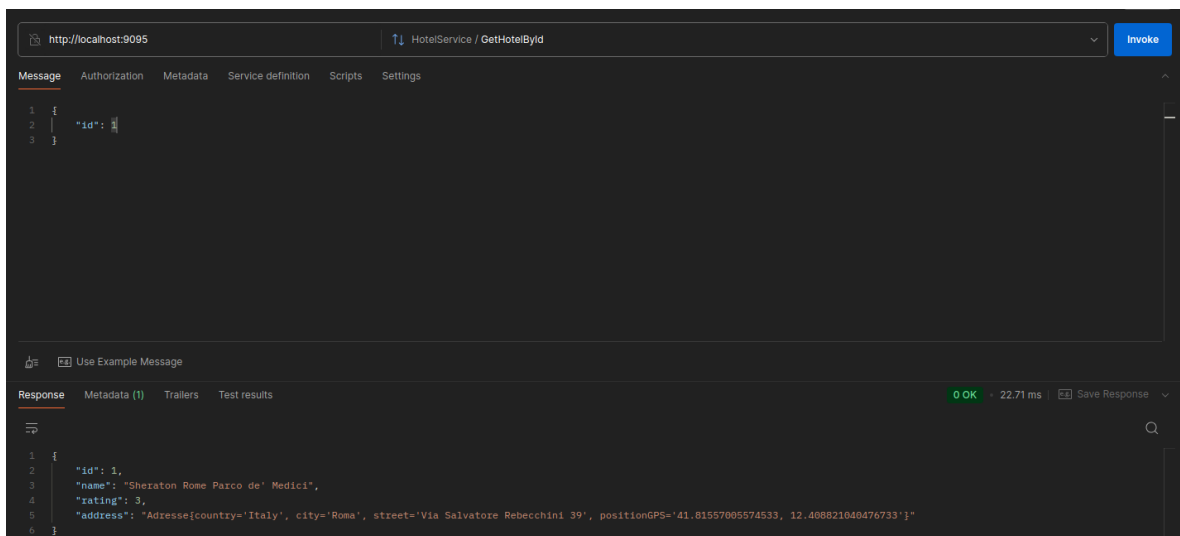 http://localhost:9095 HotelService / GetHotelById Invoke
Message Authorization Metadata Service definition Scripts Settings
1 {
2 "id": 1
3 }
Use Example Message
Response Metadata (1) Trailers Test results 0 OK 22.71 ms Save Response
1 {
2 "id": 1,
3 "name": "Sheraton Rome Parco de' Medici",
4 "rating": 3,
5 "address": "Adresse{country='Italy', city='Roma', street='Via Salvatore Rebecchini 39', positionGPS='41.81557005574533, 12.408821040476733'}"
6 }